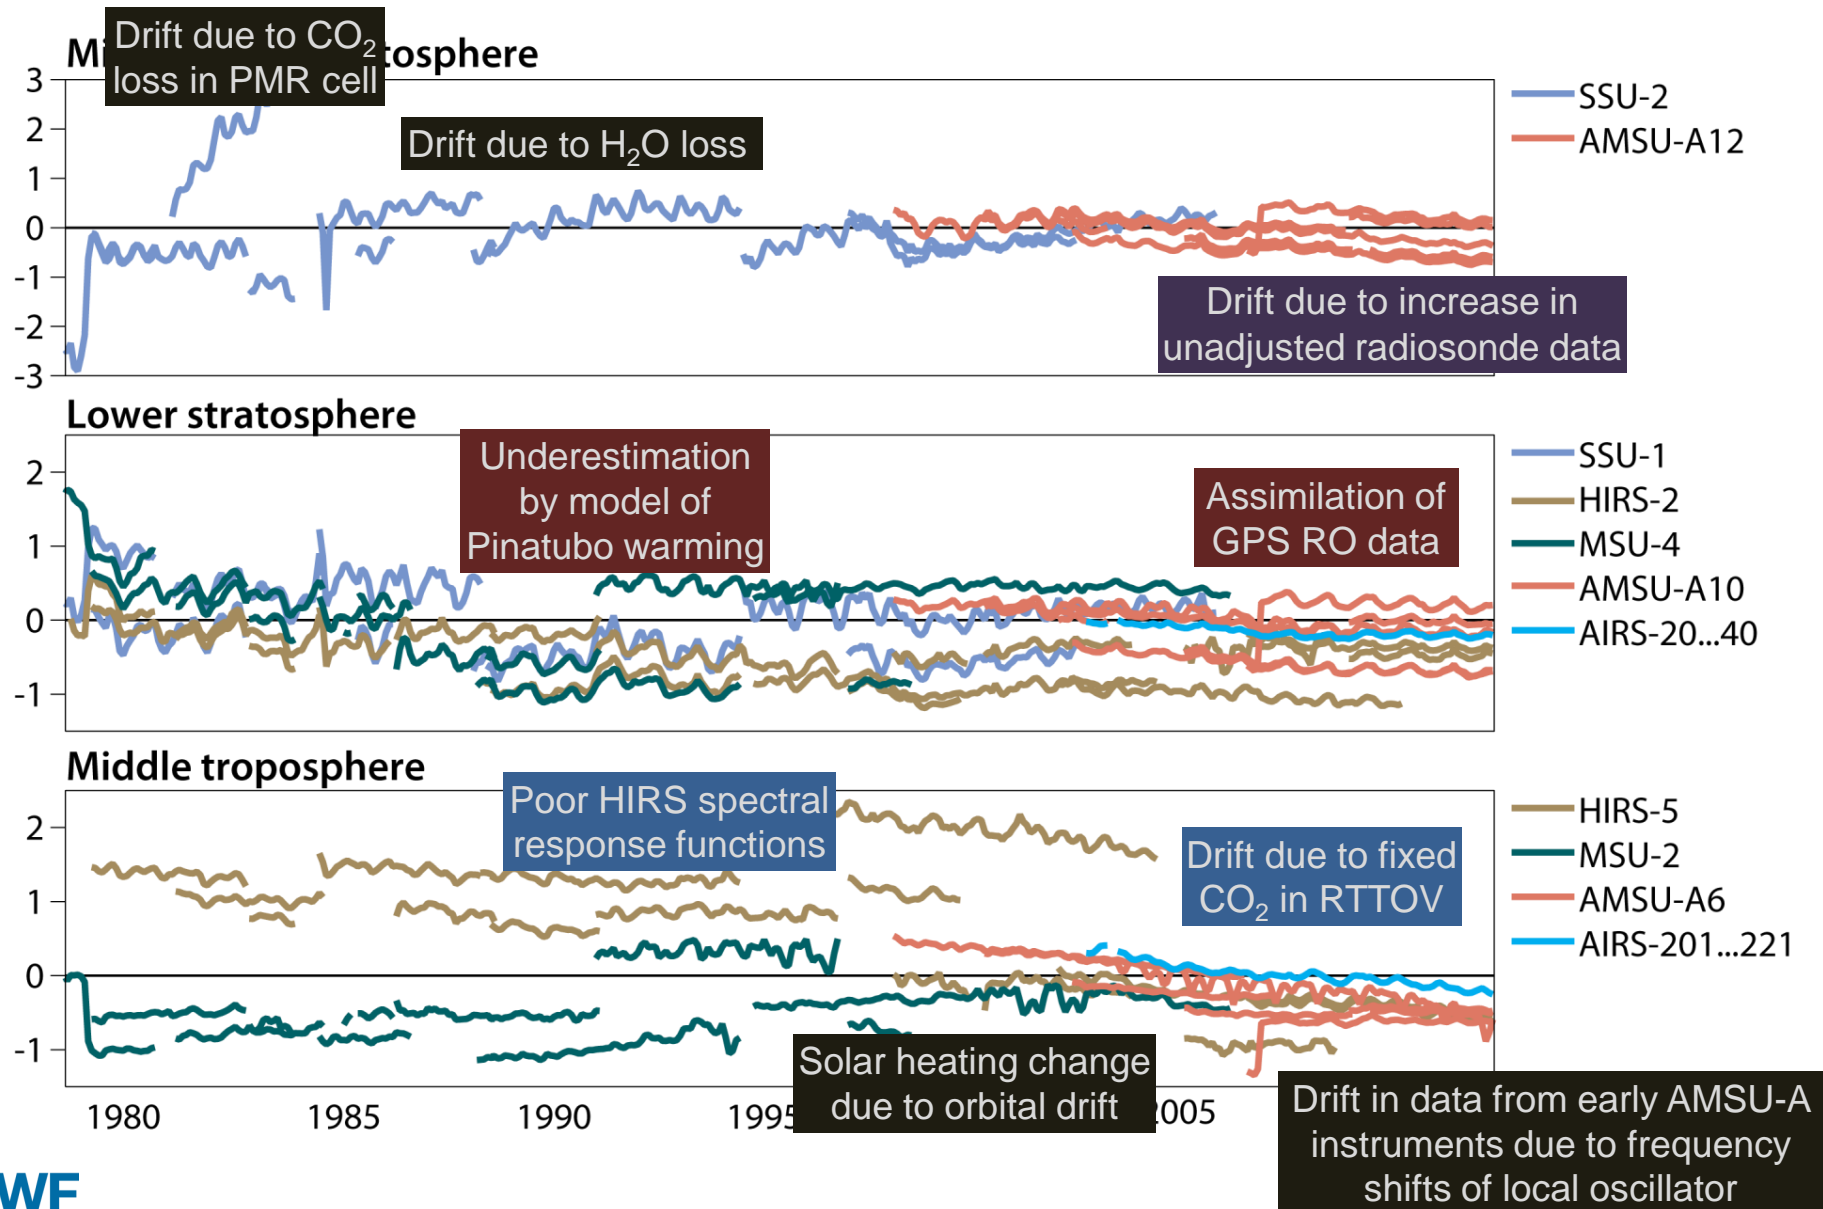 Drift due to CO₂
loss in PMR cell
tosphere
3
2
1
0
-1
-2
-3
Drift due to H₂O loss
SSU-2
AMSU-A12
Drift due to increase in
unadjusted radiosonde data
Lower stratosphere
2
1
0
-1
Underestimation
by model of
Pinatubo warming
Assimilation of
GPS RO data
SSU-1
HIRS-2
MSU-4
AMSU-A10
AIRS-20...40
Middle troposphere
2
1
0
-1
Poor HIRS spectral
response functions
Drift due to fixed
CO₂ in RTTOV
HIRS-5
MSU-2
AMSU-A6
AIRS-201...221
Solar heating change
due to orbital drift
1980 1985 1990 1995 2005
Drift in data from early AMSU-A
instruments due to frequency
shifts of local oscillator
WF